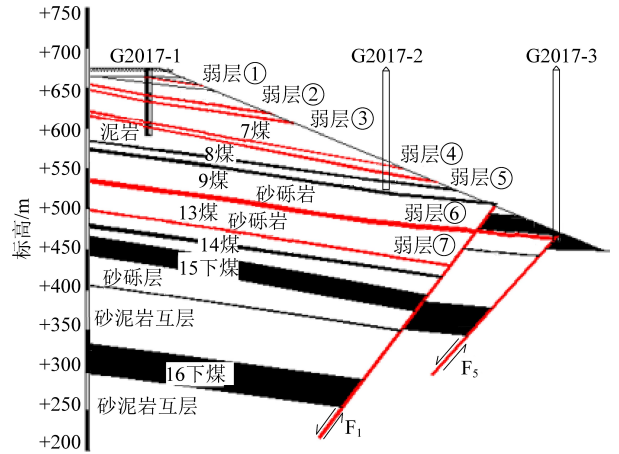 +750
G2017-1
G2017-2
G2017-3
+700
弱层①
+650
弱层②
弱层③
7煤
+600
泥岩
8煤
弱层④
+550
9煤
弱层⑤
砂砾岩
+500
弱层⑥
13煤
砂砾岩
标高/m
14煤
弱层⑦
+450
15下煤
砂砾层
+400
+350
砂泥岩互层
+300
16下煤
F5
+250
砂泥岩互层
F1
+200